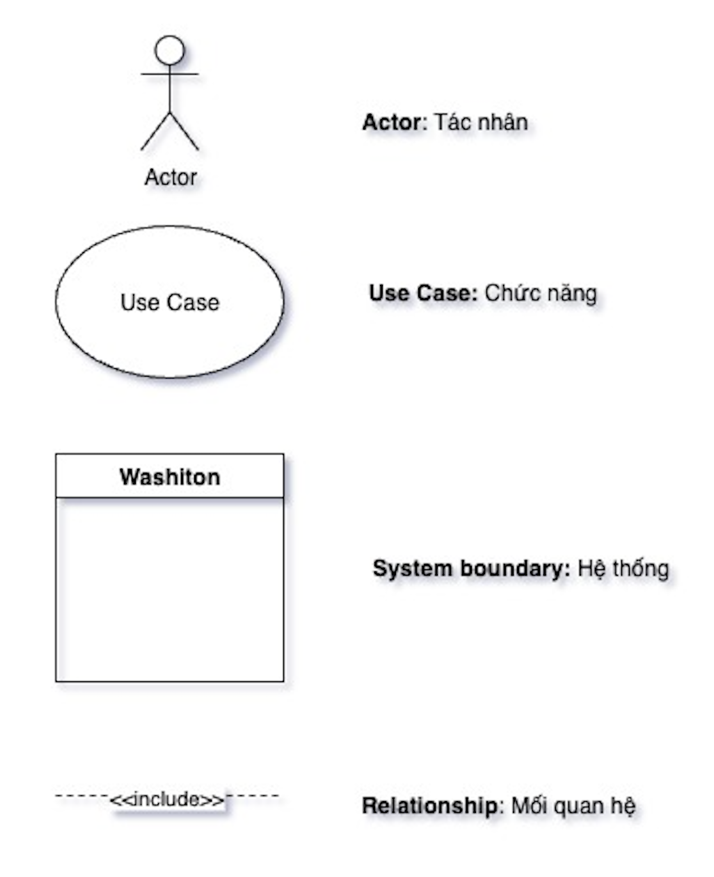 Actor: Tác nhân
Actor
Use Case
Use Case: Chức năng
Washiton
System boundary: Hệ thống
<<include>>
Relationship: Mối quan hệ